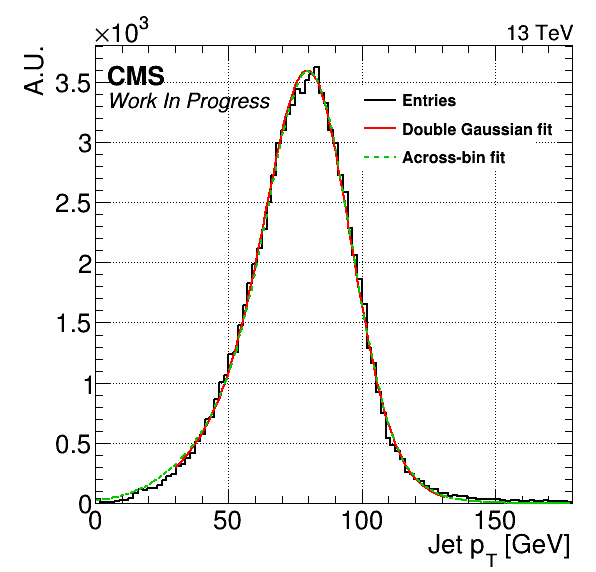 ×10³
13 TeV
A.U.
CMS
Work In Progress
Entries
Double Gaussian fit
Across-bin fit
3.5
3
2.5
2
1.5
1
0.5
0
0 50 100 150
Jet p_T [GeV]